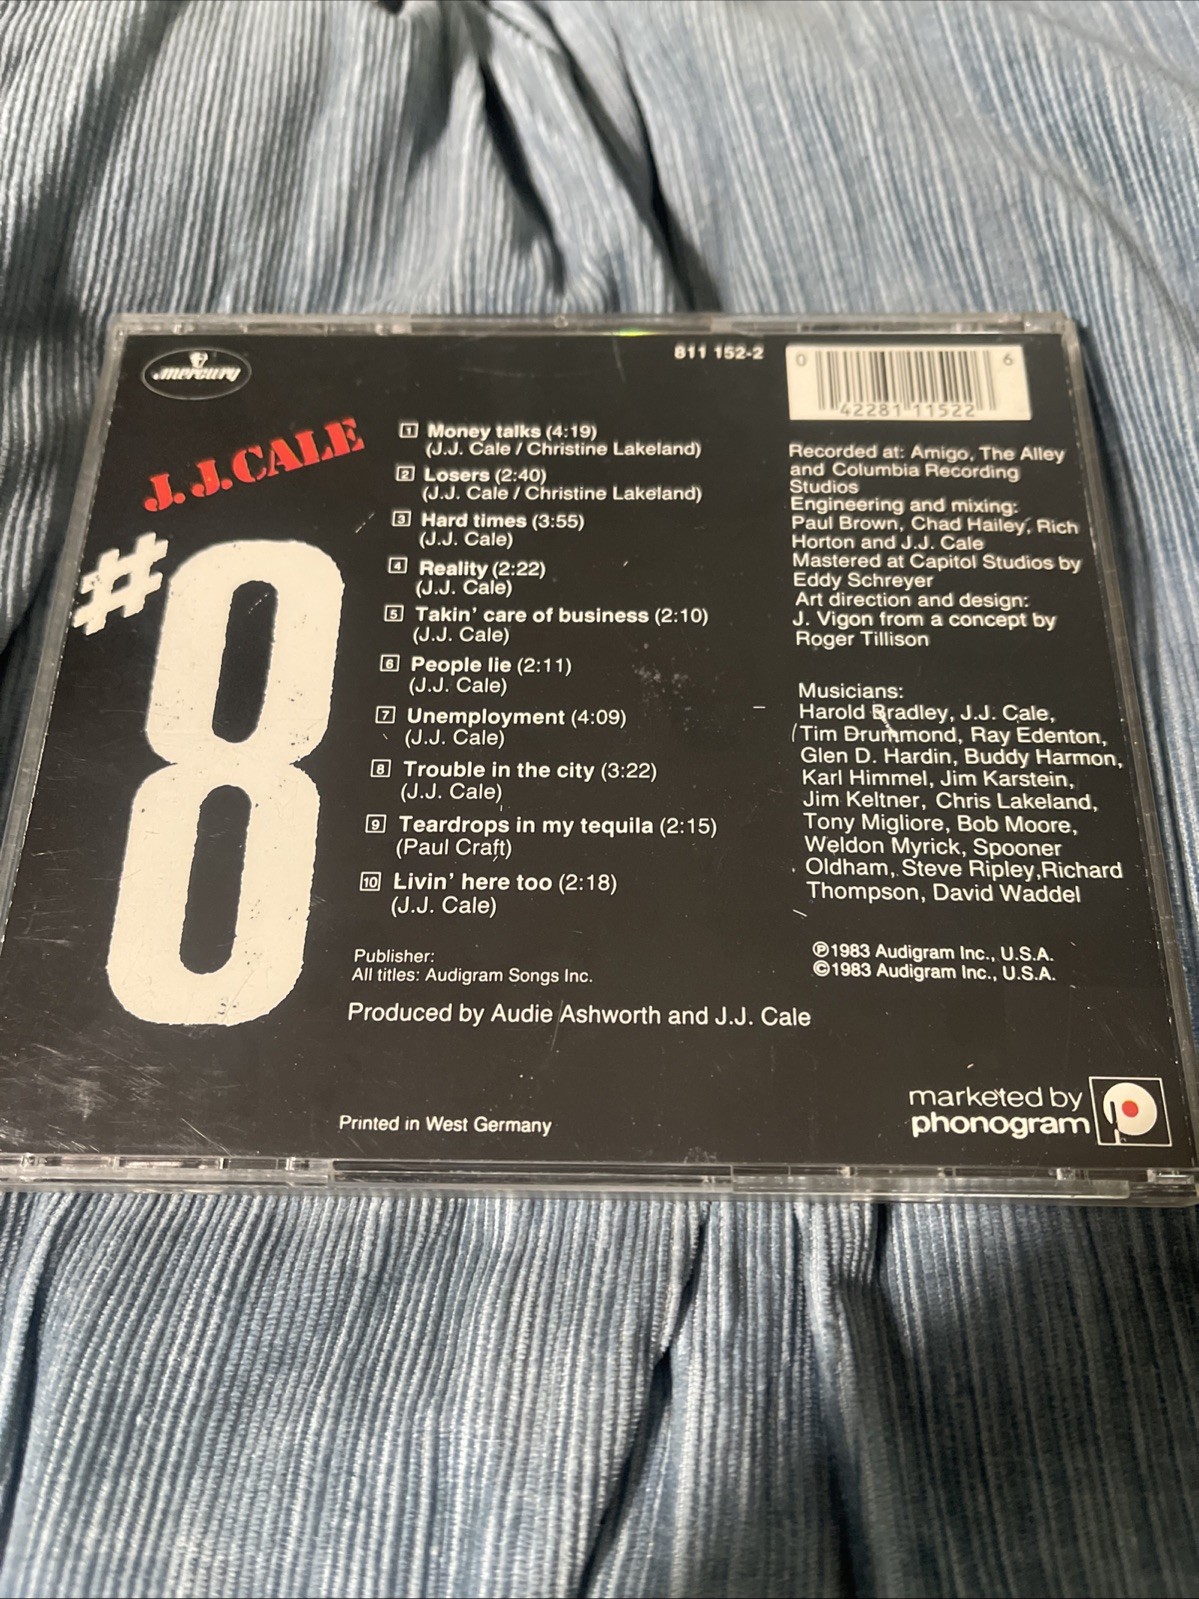 mercury
811 152-2
0 42281 11522 6
J.J.CALE
#8
1 Money talks (4:19)
(J.J. Cale / Christine Lakeland)
2 Losers (2:40)
(J.J. Cale / Christine Lakeland)
3 Hard times (3:55)
(J.J. Cale)
4 Reality (2:22)
(J.J. Cale)
5 Takin' care of business (2:10)
(J.J. Cale)
6 People lie (2:11)
(J.J. Cale)
7 Unemployment (4:09)
(J.J. Cale)
8 Trouble in the city (3:22)
(J.J. Cale)
9 Teardrops in my tequila (2:15)
(Paul Craft)
10 Livin' here too (2:18)
(J.J. Cale)
Publisher:
All titles: Audigram Songs Inc.
Produced by Audie Ashworth and J.J. Cale
Printed in West Germany
Recorded at: Amigo, The Alley
and Columbia Recording
Studios
Engineering and mixing:
Paul Brown, Chad Hailey, Rich
Horton and J.J. Cale
Mastered at Capitol Studios by
Eddy Schreyer
Art direction and design:
J. Vigon from a concept by
Roger Tillison
Musicians:
Harold Bradley, J.J. Cale,
Tim Drummond, Ray Edenton,
Glen D. Hardin, Buddy Harmon,
Karl Himmel, Jim Karstein,
Jim Keltner, Chris Lakeland,
Tony Migliore, Bob Moore,
Weldon Myrick, Spooner
Oldham, Steve Ripley,Richard
Thompson, David Waddel
℗1983 Audigram Inc., U.S.A.
©1983 Audigram Inc., U.S.A.
marketed by
phonogram